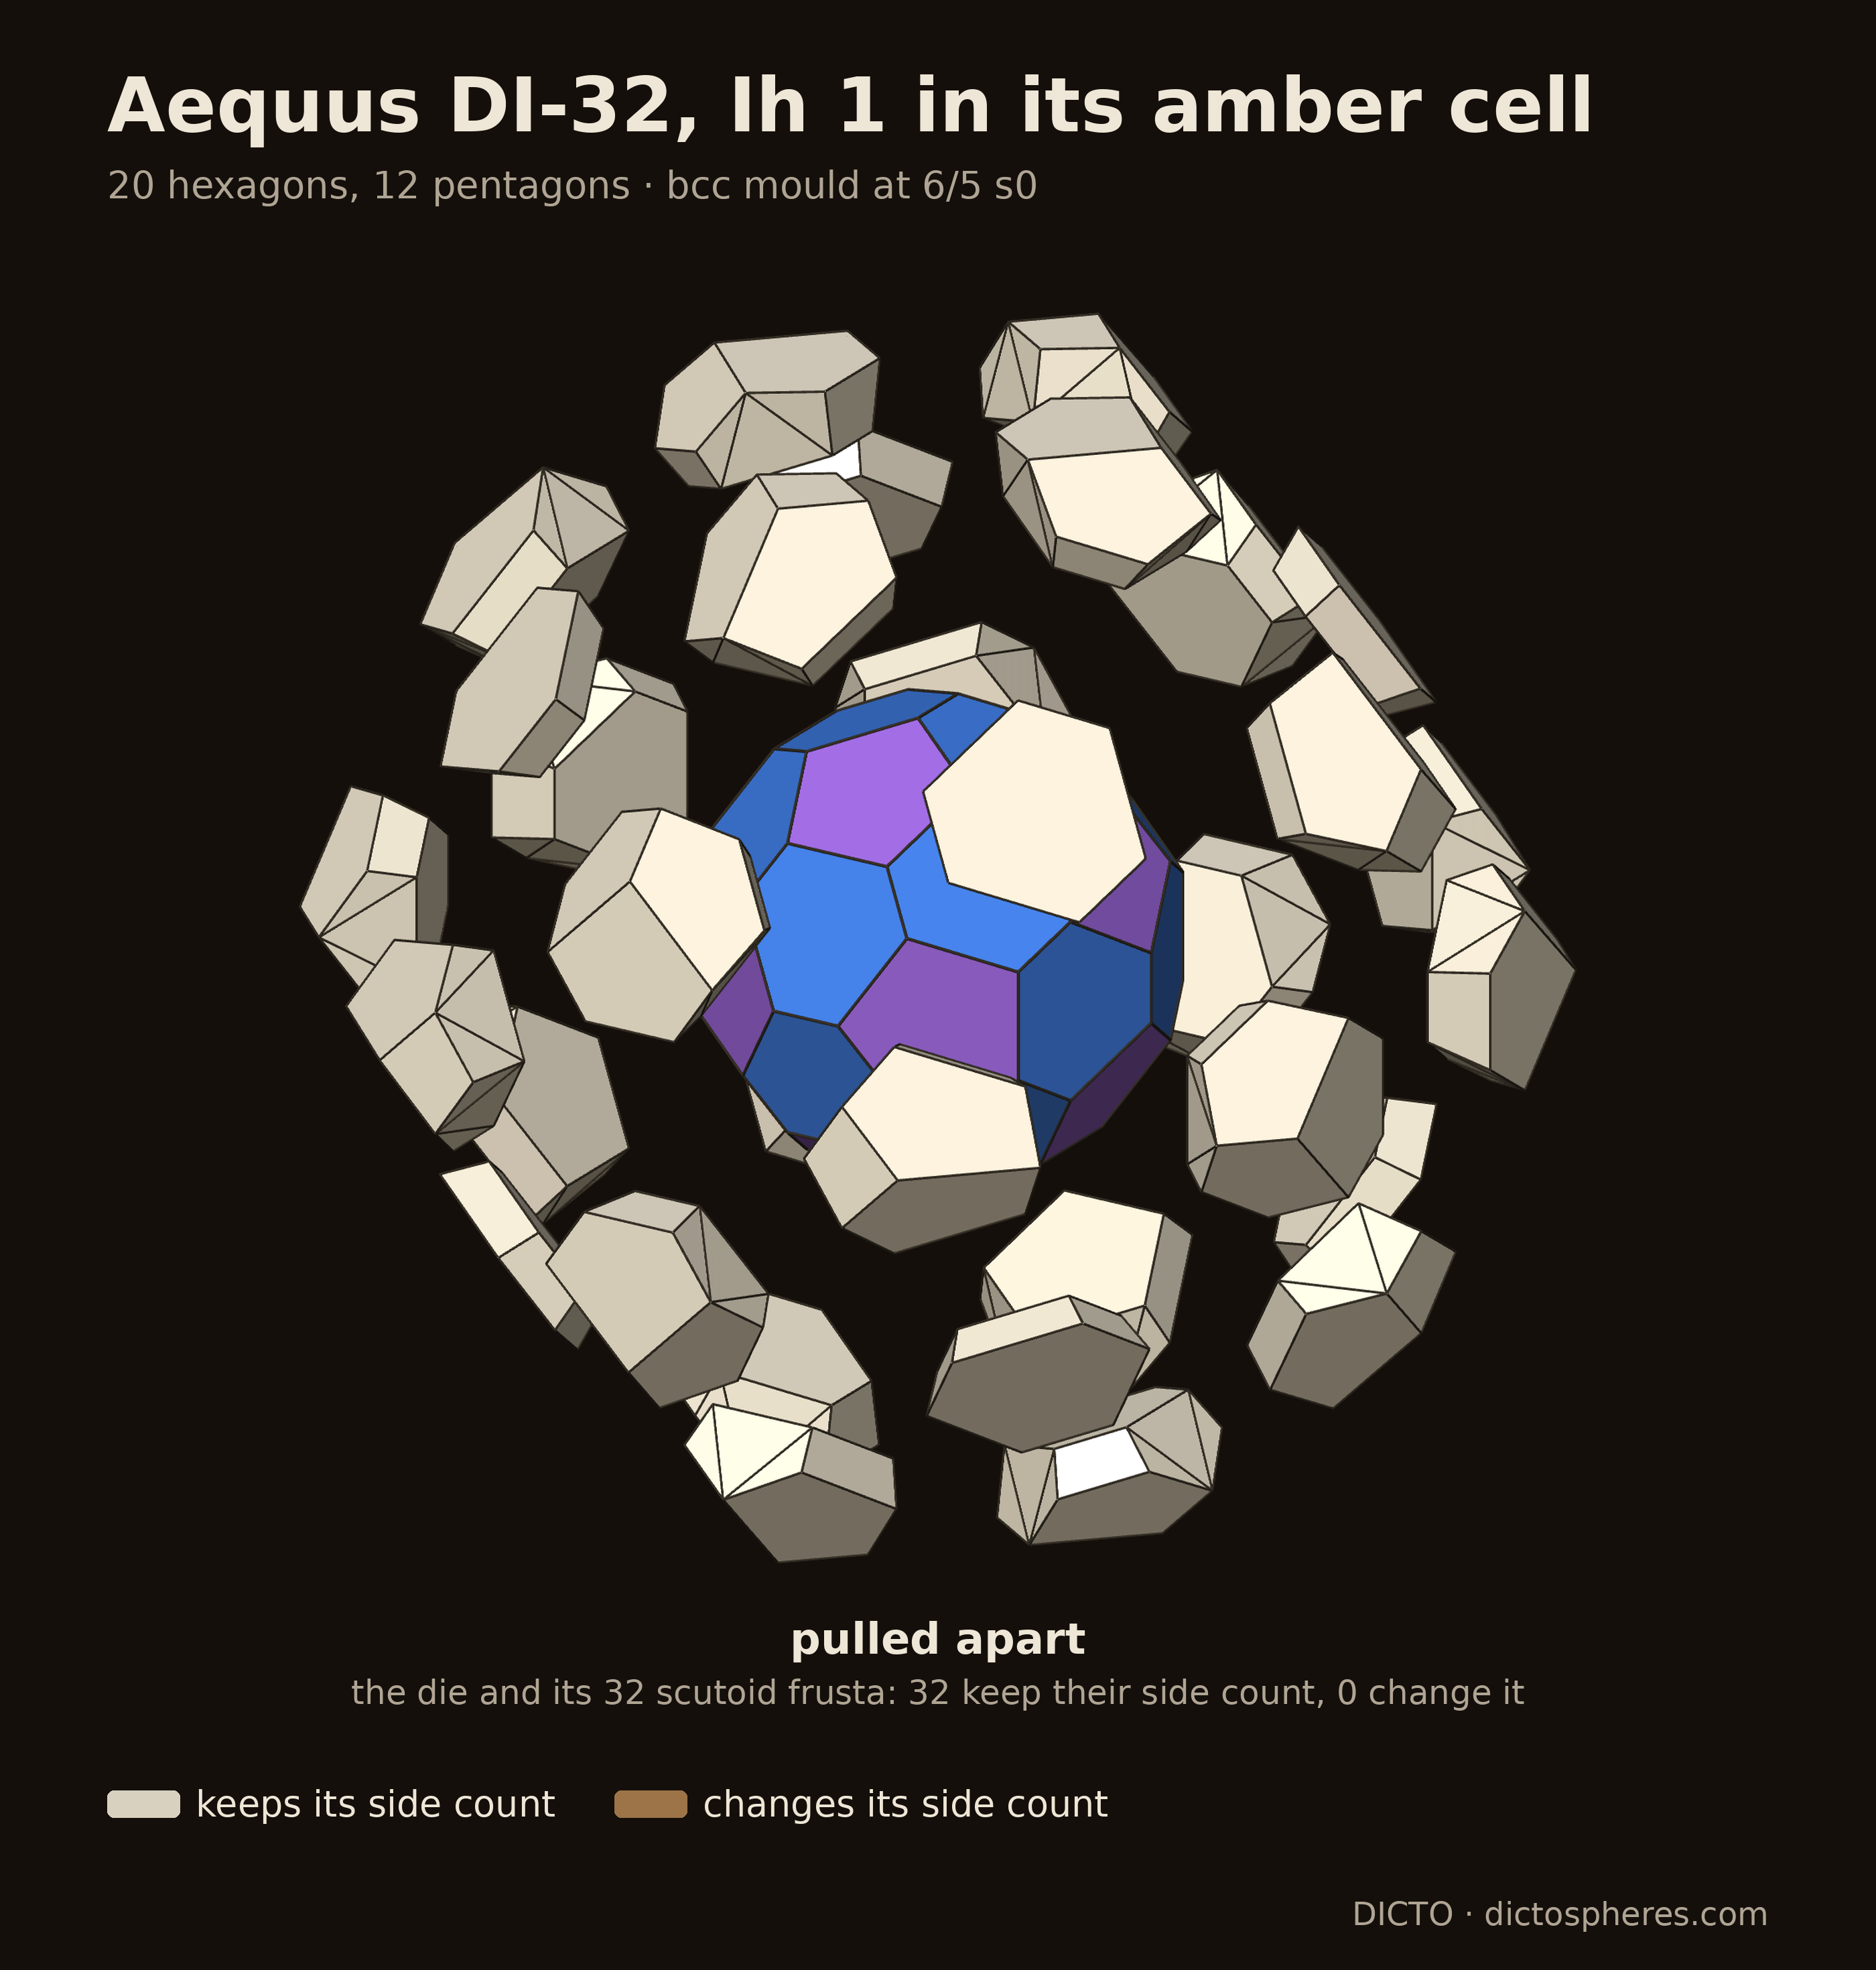 Aequus DI-32, Ih 1 in its amber cell
20 hexagons, 12 pentagons · bcc mould at 6/5 s0
pulled apart
the die and its 32 scutoid frusta: 32 keep their side count, 0 change it
keeps its side count
changes its side count
DICTO · dictospheres.com